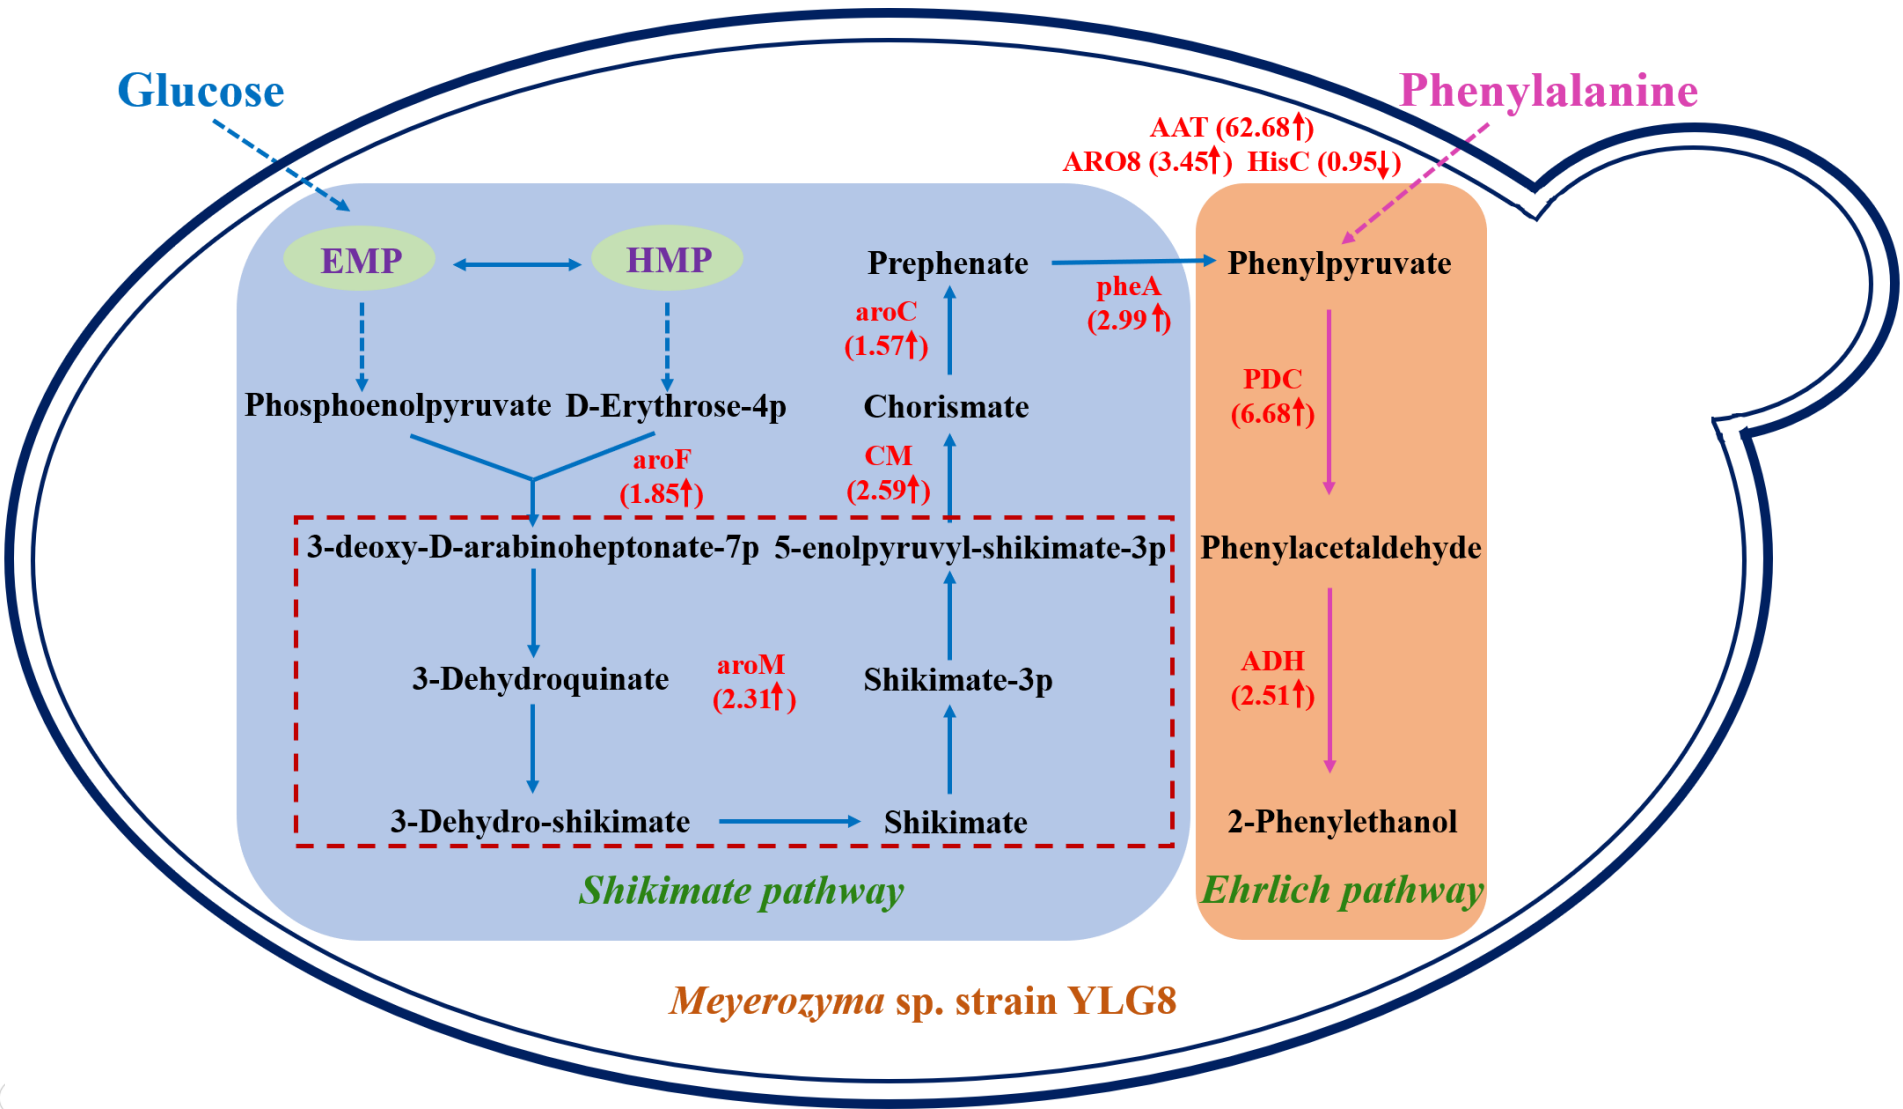 Glucose
Phenylalanine
AAT (62.68↑)
ARO8 (3.45↑) HisC (0.95↓)
EMP
HMP
Prephenate
Phenylpyruvate
pheA
(2.99↑)
aroC
(1.57↑)
PDC
(6.68↑)
Phosphoenolpyruvate
D-Erythrose-4p
Chorismate
aroF
(1.85↑)
CM
(2.59↑)
3-deoxy-D-arabinoheptonate-7p
5-enolpyruvyl-shikimate-3p
Phenylacetaldehyde
3-Dehydroquinate
aroM
(2.31↑)
Shikimate-3p
ADH
(2.51↑)
3-Dehydro-shikimate
Shikimate
2-Phenylethanol
Shikimate pathway
Ehrlich pathway
Meyerozyma sp. strain YLG8